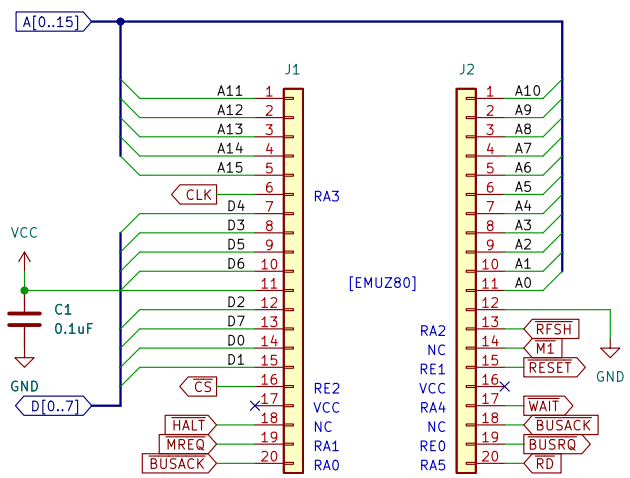 A[0..15]
J1 J2
A11 1 1 A10
A12 2 2 A9
A13 3 3 A8
A14 4 4 A7
A15 5 5 A6
CLK 6 RA3 6 A5
D4 7 7 A4
D3 8 8 A3
VCC
D5 9 9 A2
D6 10 10 A1
11 [EMUZ80] 11 A0
C1
0.1uF
D2 12 12
D7 13 RA2 13 RFSH
D0 14 NC 14 M1
D1 15 RE1 15 RESET
GND GND
CS 16 RE2 VCC 16
D[0..7]
17 VCC RA4 17 WAIT
HALT 18 NC NC 18 BUSACK
MREQ 19 RA1 RE0 19 BUSRQ
BUSACK 20 RA0 RA5 20 RD